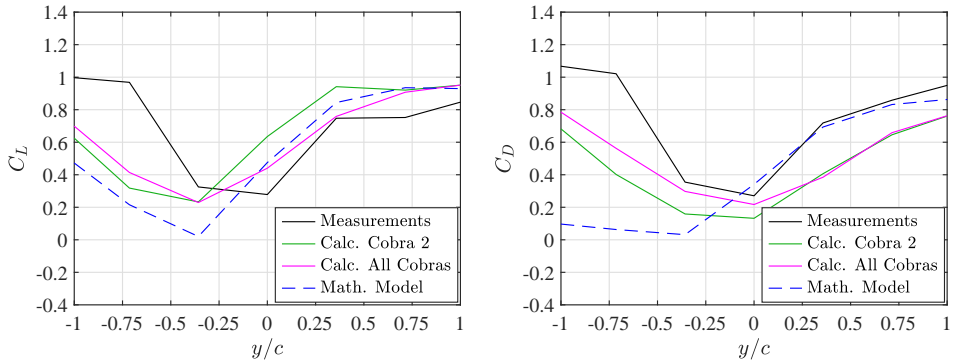 1.4
1.2
1
0.8
0.6
0.4
0.2
0
-0.2
-0.4
C_L
-1 -0.75 -0.5 -0.25 0 0.25 0.5 0.75 1
y/c
Measurements
Calc. Cobra 2
Calc. All Cobras
Math. Model
1.4
1.2
1
0.8
0.6
0.4
0.2
0
-0.2
-0.4
C_D
-1 -0.75 -0.5 -0.25 0 0.25 0.5 0.75 1
y/c
Measurements
Calc. Cobra 2
Calc. All Cobras
Math. Model